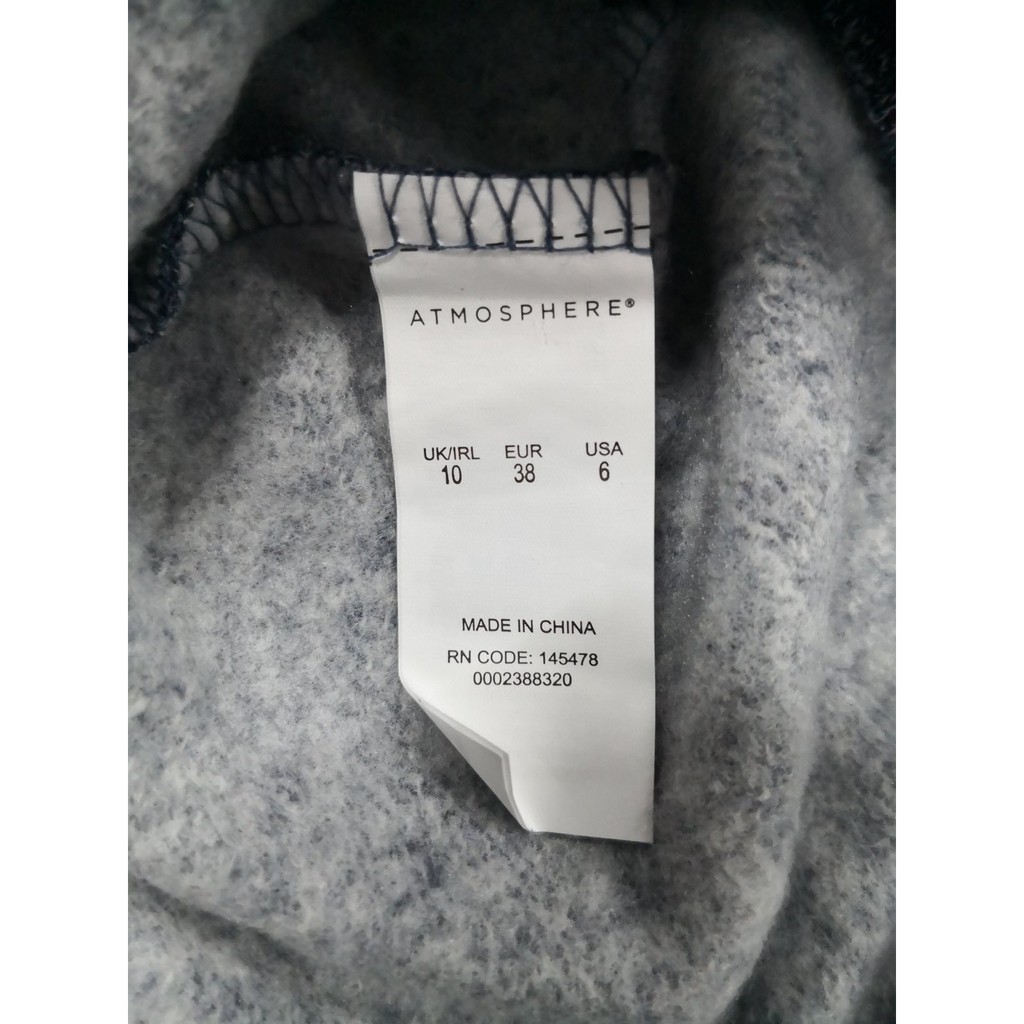 ATMOSPHERE®
UK/IRL EUR USA
10 38 6
MADE IN CHINA
RN CODE: 145478
0002388320